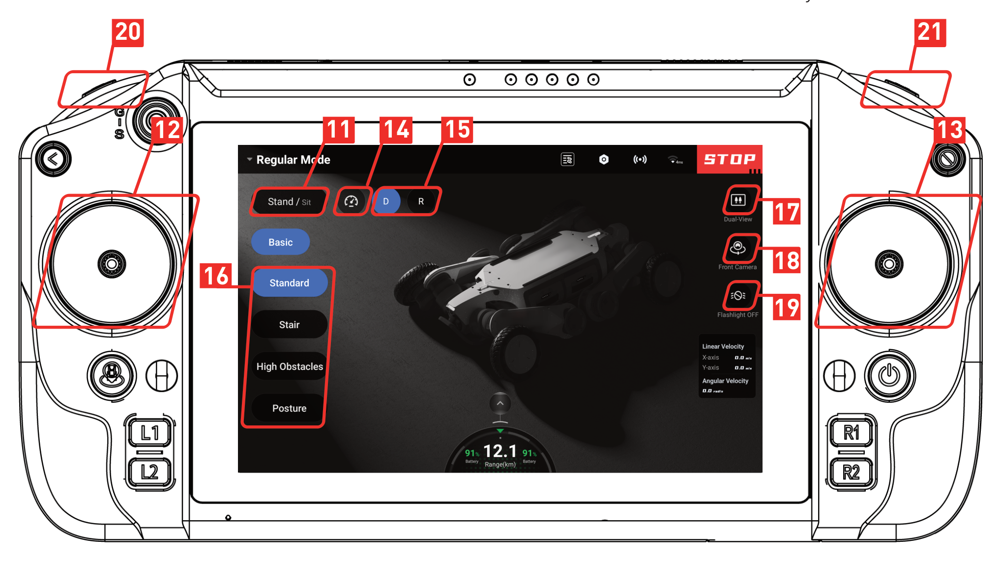 20
21
G
I
S
12
11
14
15
13
Regular Mode
4ms
STOP
Stand / Sit
D
R
Dual-View
17
Basic
Front Camera
18
16
Standard
Flashlight OFF
19
Stair
High Obstacles
Posture
Linear Velocity
X-axis 0.0 m/s
Y-axis 0.0 m/s
Angular Velocity
0.0 rad/s
L1
L2
R1
R2
91% 12.1 91%
Battery Range(km) Battery